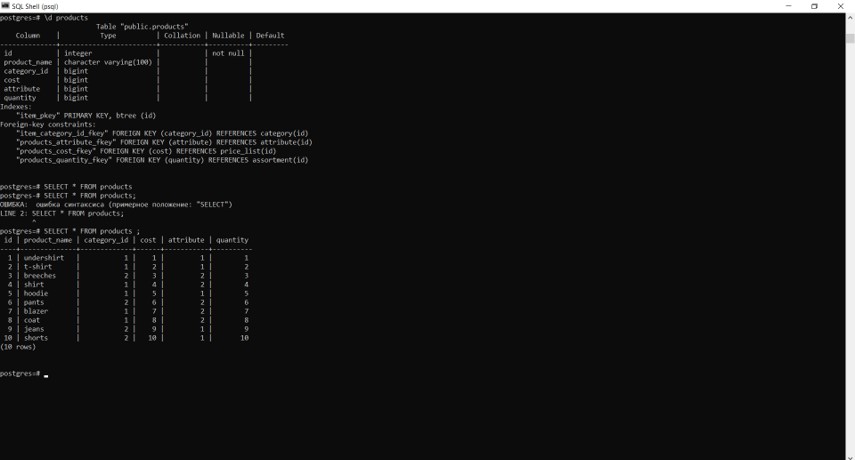 SQL Shell (psql)
postgres=# \d products
Table "public.products"
Column | Type | Collation | Nullable | Default
--------------+------------------------+-----------+----------+---------
id | integer | | not null |
product_name | character varying(100) | | |
category_id | bigint | | |
cost | bigint | | |
attribute | bigint | | |
quantity | bigint | | |
Indexes:
"item_pkey" PRIMARY KEY, btree (id)
Foreign-key constraints:
"item_category_id_fkey" FOREIGN KEY (category_id) REFERENCES category(id)
"products_attribute_fkey" FOREIGN KEY (attribute) REFERENCES attribute(id)
"products_cost_fkey" FOREIGN KEY (cost) REFERENCES price_list(id)
"products_quantity_fkey" FOREIGN KEY (quantity) REFERENCES assortment(id)
postgres=# SELECT * FROM products
postgres-# SELECT * FROM products;
ОШИБКА: ошибка синтаксиса (примерное положение: "SELECT")
LINE 2: SELECT * FROM products;
^
postgres=# SELECT * FROM products ;
id | product_name | category_id | cost | attribute | quantity
----+--------------+-------------+------+-----------+----------
1 | undershirt | 1 | 1 | 1 | 1
2 | t-shirt | 1 | 2 | 1 | 2
3 | breeches | 2 | 3 | 2 | 3
4 | shirt | 1 | 4 | 2 | 4
5 | hoodie | 1 | 5 | 1 | 5
6 | pants | 2 | 6 | 2 | 6
7 | blazer | 1 | 7 | 2 | 7
8 | coat | 1 | 8 | 2 | 8
9 | jeans | 2 | 9 | 1 | 9
10 | shorts | 2 | 10 | 1 | 10
(10 rows)
postgres=#